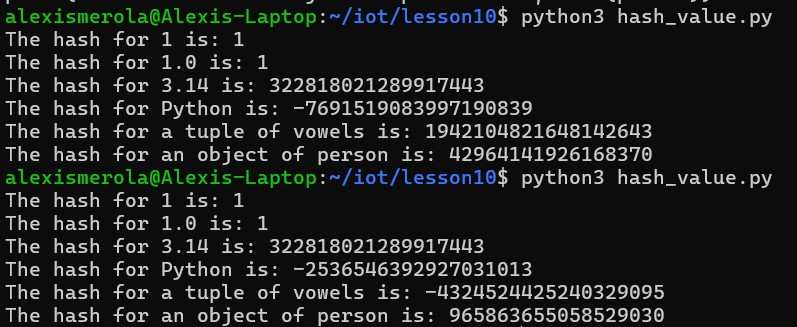 alexismerola@Alexis-Laptop:~/iot/lesson10$ python3 hash_value.py
The hash for 1 is: 1
The hash for 1.0 is: 1
The hash for 3.14 is: 322818021289917443
The hash for Python is: -7691519083997190839
The hash for a tuple of vowels is: 1942104821648142643
The hash for an object of person is: 42964141926168370
alexismerola@Alexis-Laptop:~/iot/lesson10$ python3 hash_value.py
The hash for 1 is: 1
The hash for 1.0 is: 1
The hash for 3.14 is: 322818021289917443
The hash for Python is: -2536546392927031013
The hash for a tuple of vowels is: -4324524425240329095
The hash for an object of person is: 965863655058529030